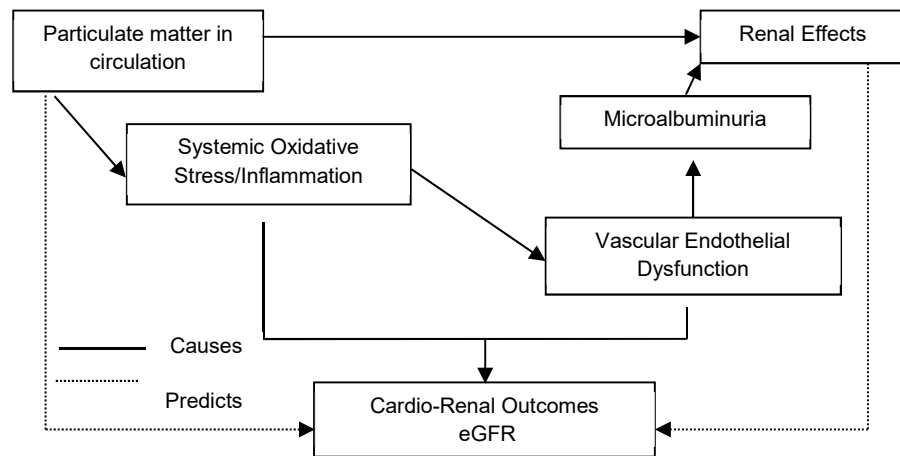 Particulate matter in
circulation
Renal Effects
Microalbuminuria
Systemic Oxidative
Stress/Inflammation
Vascular Endothelial
Dysfunction
Causes
Predicts
Cardio-Renal Outcomes
eGFR